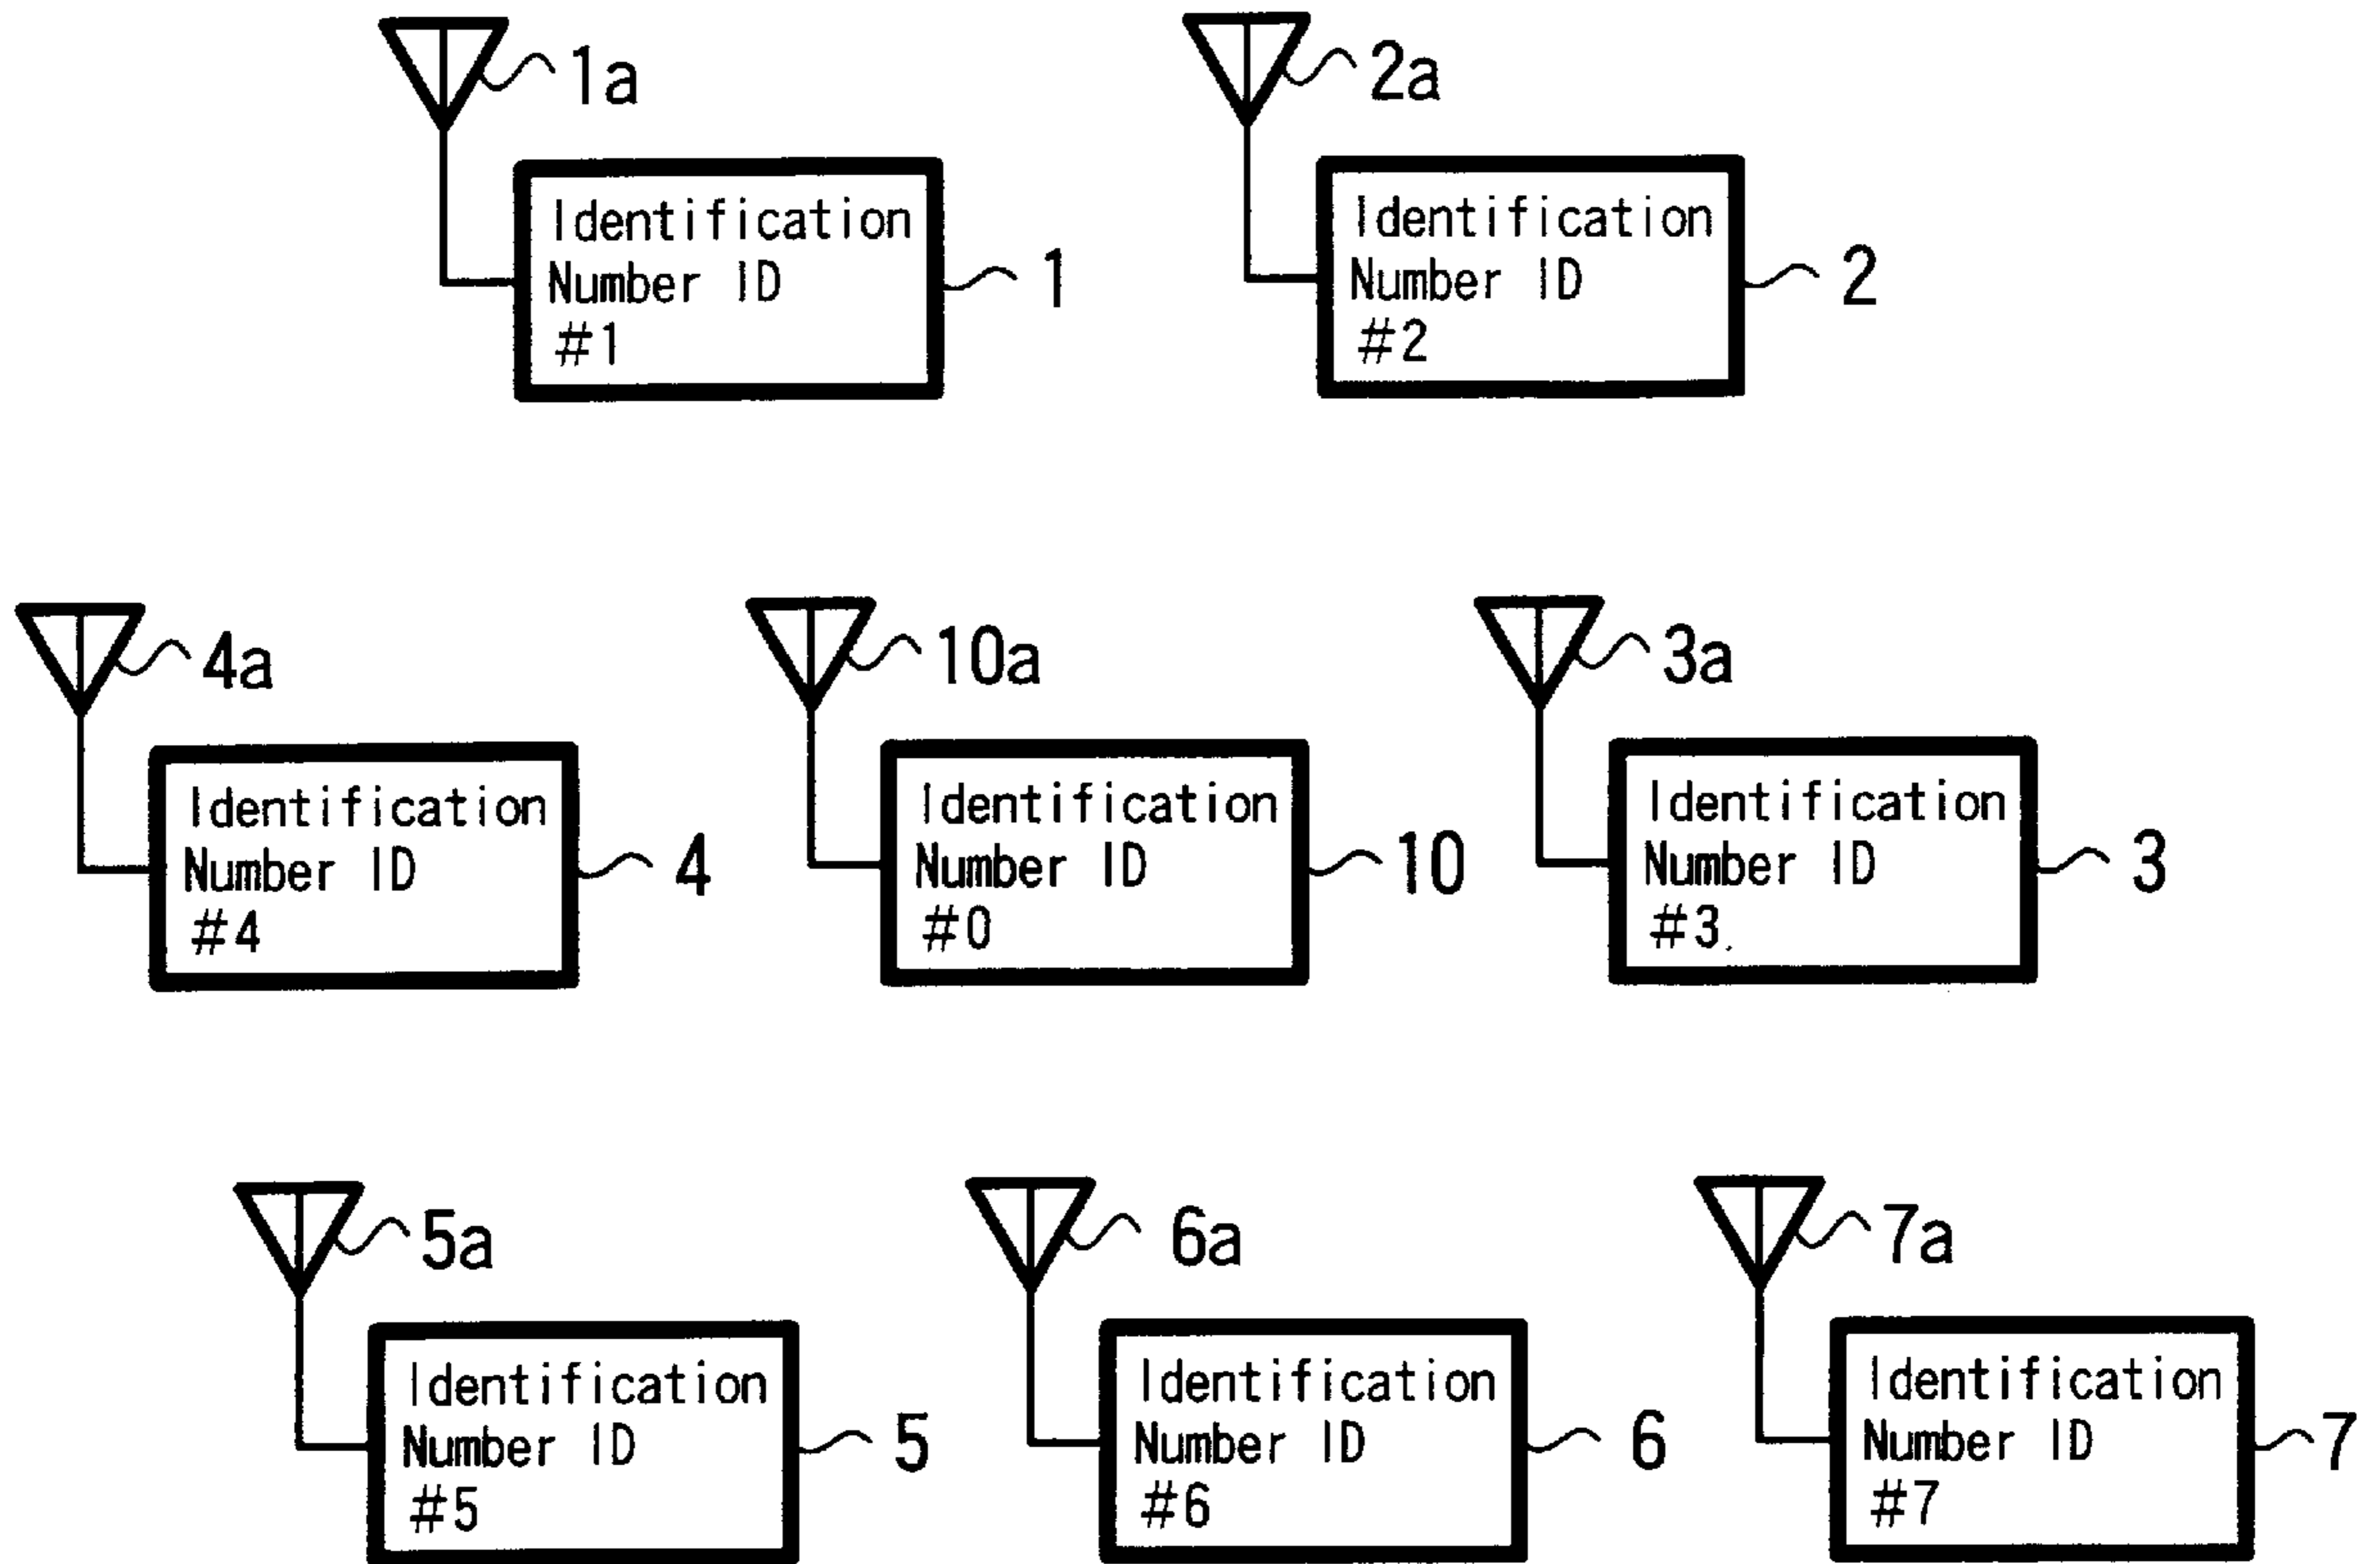 1a
2a
Identification
Number ID
#1
1
Identification
Number ID
#2
2
4a
10a
3a
Identification
Number ID
#4
4
Identification
Number ID
#0
10
Identification
Number ID
#3
3
5a
6a
7a
Identification
Number ID
#5
5
Identification
Number ID
#6
6
Identification
Number ID
#7
7